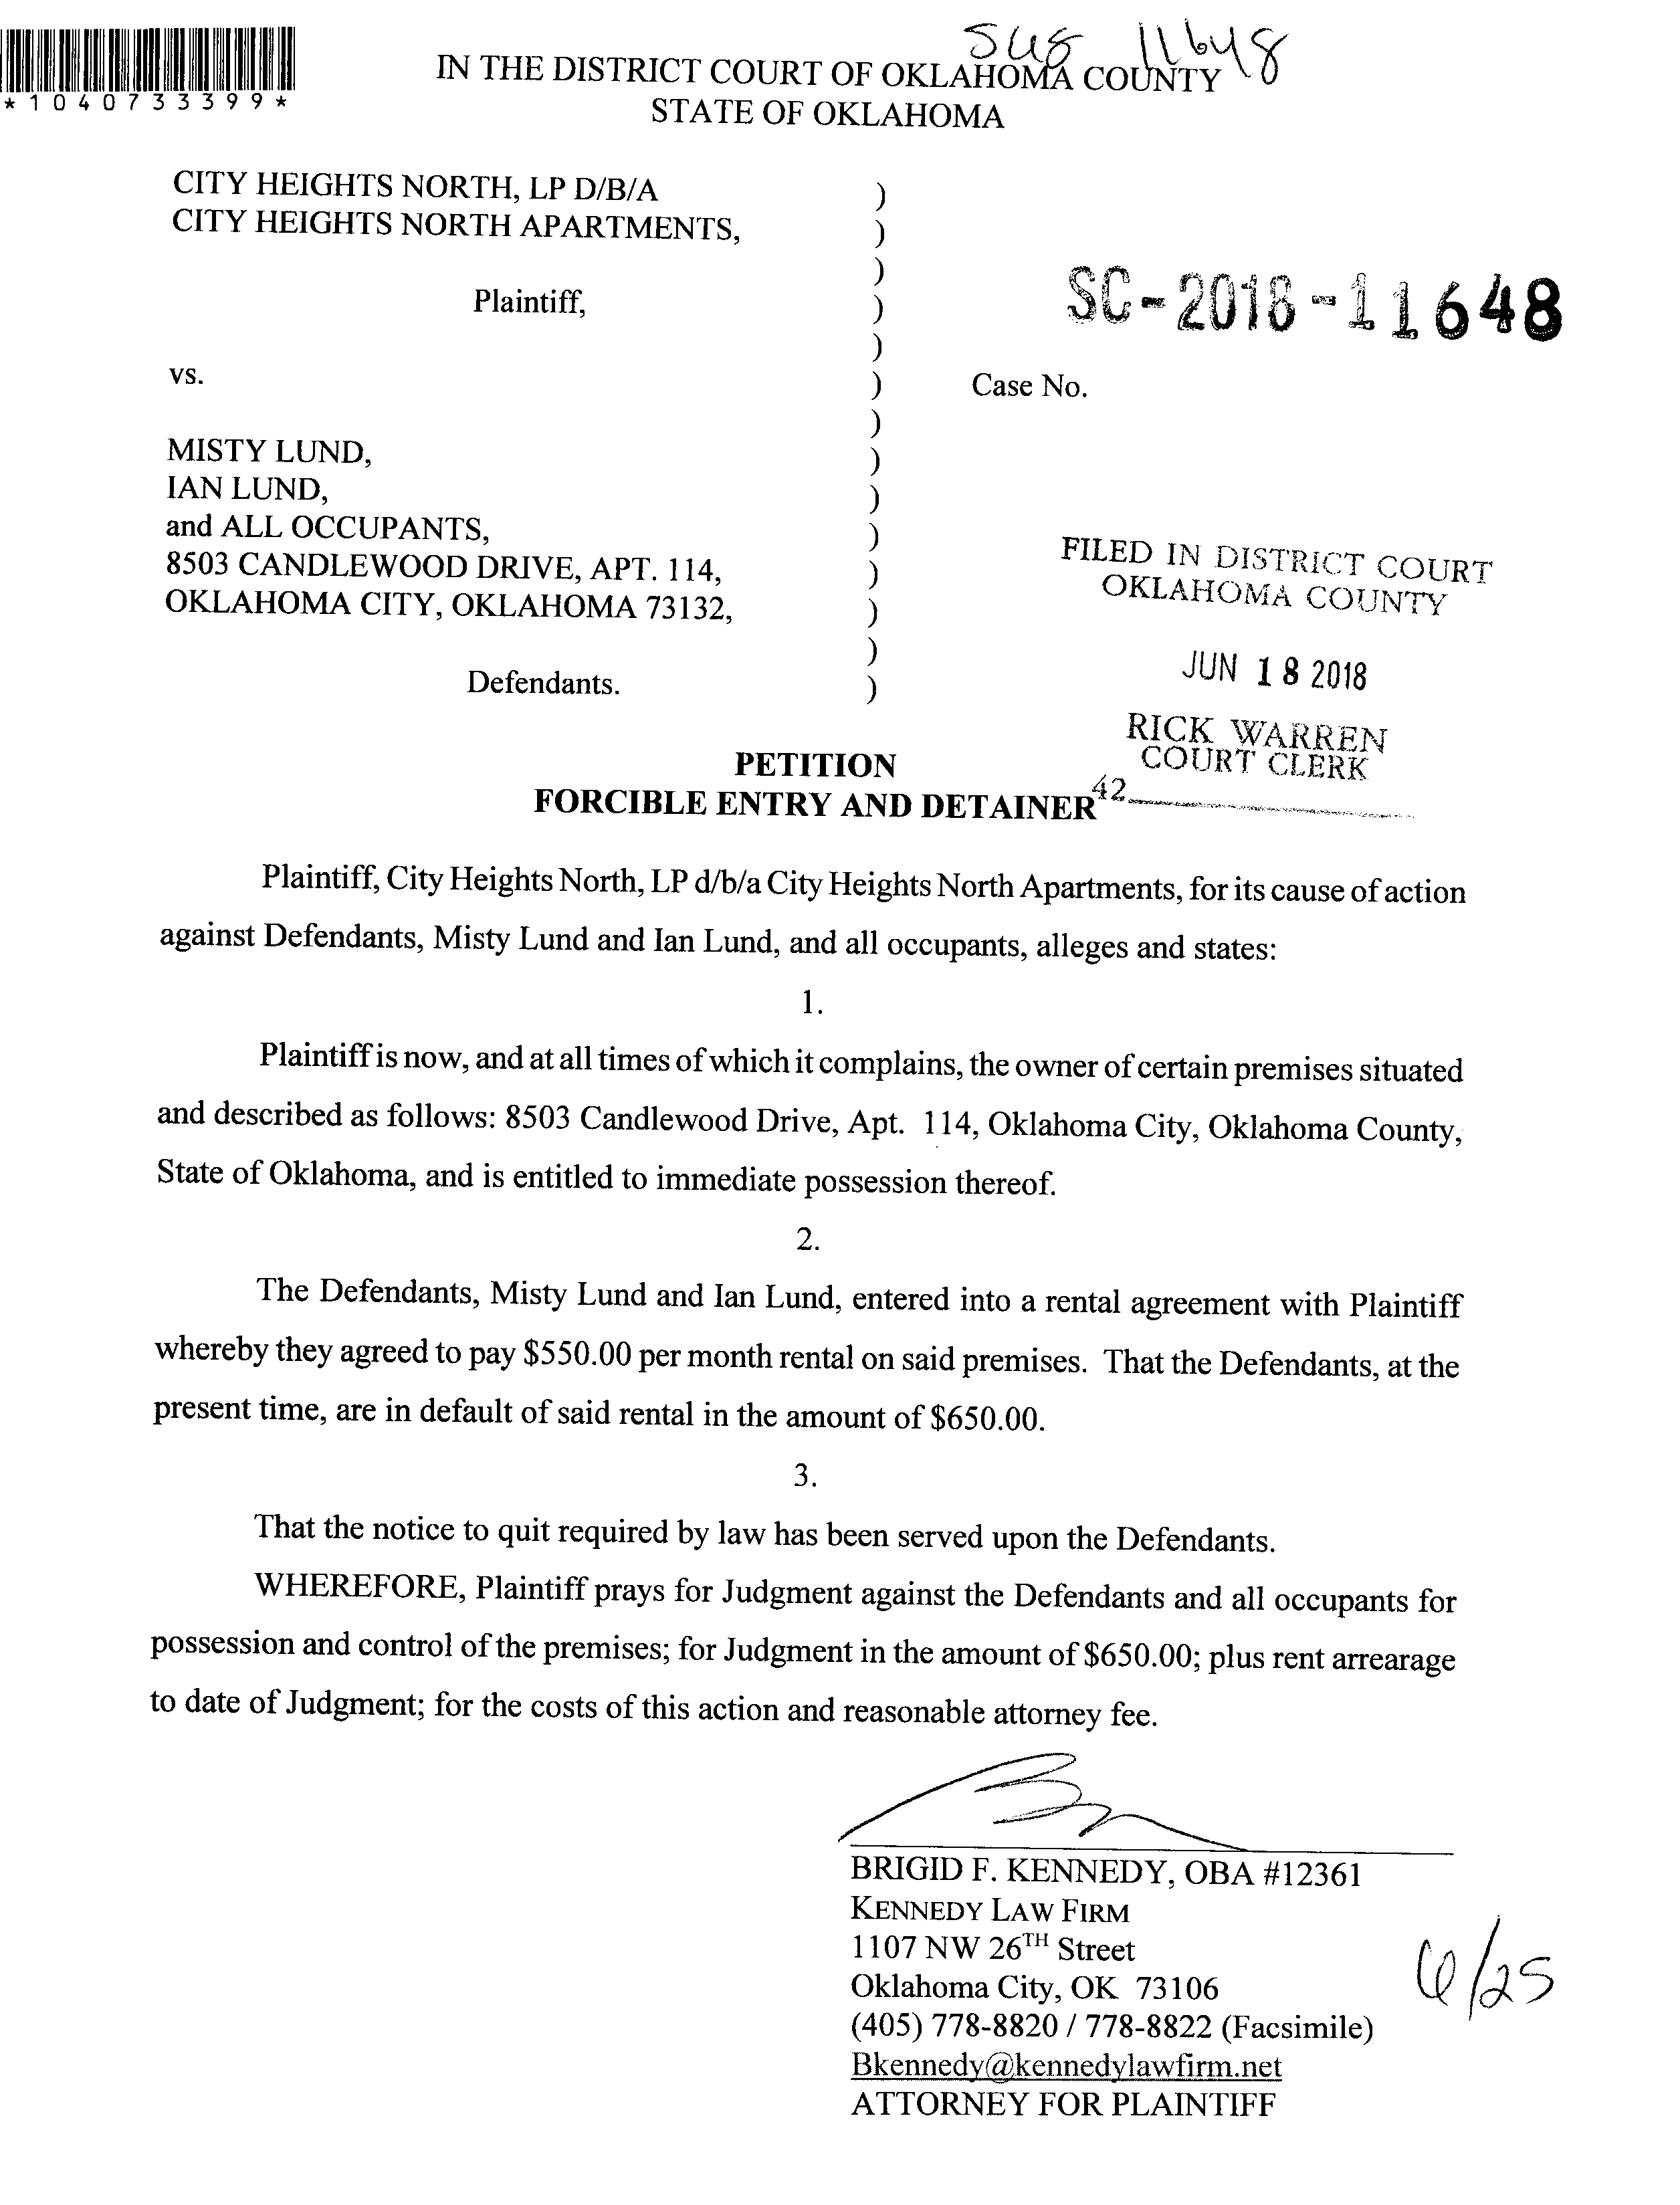 *1040733399*
11648
IN THE DISTRICT COURT OF OKLAHOMA COUNTY
STATE OF OKLAHOMA
CITY HEIGHTS NORTH, LP D/B/A )
CITY HEIGHTS NORTH APARTMENTS, )
)
Plaintiff, )
SC-2018-11648
)
vs. ) Case No.
)
MISTY LUND, )
IAN LUND, )
and ALL OCCUPANTS, )
8503 CANDLEWOOD DRIVE, APT. 114, )
OKLAHOMA CITY, OKLAHOMA 73132, )
)
Defendants. )
FILED IN DISTRICT COURT
OKLAHOMA COUNTY
JUN 18 2018
RICK WARREN
COURT CLERK
42
PETITION
FORCIBLE ENTRY AND DETAINER
Plaintiff, City Heights North, LP d/b/a City Heights North Apartments, for its cause of action
against Defendants, Misty Lund and Ian Lund, and all occupants, alleges and states:
1.
Plaintiff is now, and at all times of which it complains, the owner of certain premises situated
and described as follows: 8503 Candlewood Drive, Apt. 114, Oklahoma City, Oklahoma County,
State of Oklahoma, and is entitled to immediate possession thereof.
2.
The Defendants, Misty Lund and Ian Lund, entered into a rental agreement with Plaintiff
whereby they agreed to pay $550.00 per month rental on said premises. That the Defendants, at the
present time, are in default of said rental in the amount of $650.00.
3.
That the notice to quit required by law has been served upon the Defendants.
WHEREFORE, Plaintiff prays for Judgment against the Defendants and all occupants for
possession and control of the premises; for Judgment in the amount of $650.00; plus rent arrearage
to date of Judgment; for the costs of this action and reasonable attorney fee.
BRIGID F. KENNEDY, OBA #12361
KENNEDY LAW FIRM
1107 NW 26TH Street
Oklahoma City, OK 73106
(405) 778-8820 / 778-8822 (Facsimile)
Bkennedy@kennedylawfirm.net
ATTORNEY FOR PLAINTIFF
6/25